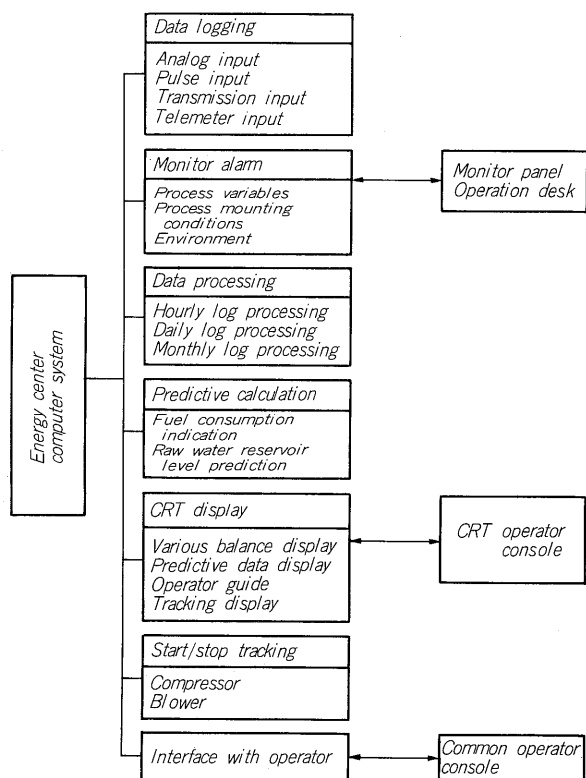 Energy center
computer system
Data logging
Analog input
Pulse input
Transmission input
Telemeter input
Monitor alarm
Process variables
Process mounting
conditions
Environment
Monitor panel
Operation desk
Data processing
Hourly log processing
Daily log processing
Monthly log processing
Predictive calculation
Fuel consumption
indication
Raw water reservoir
level prediction
CRT display
Various balance display
Predictive data display
Operator guide
Tracking display
CRT operator
console
Start/stop tracking
Compressor
Blower
Interface with operator
Common operator
console